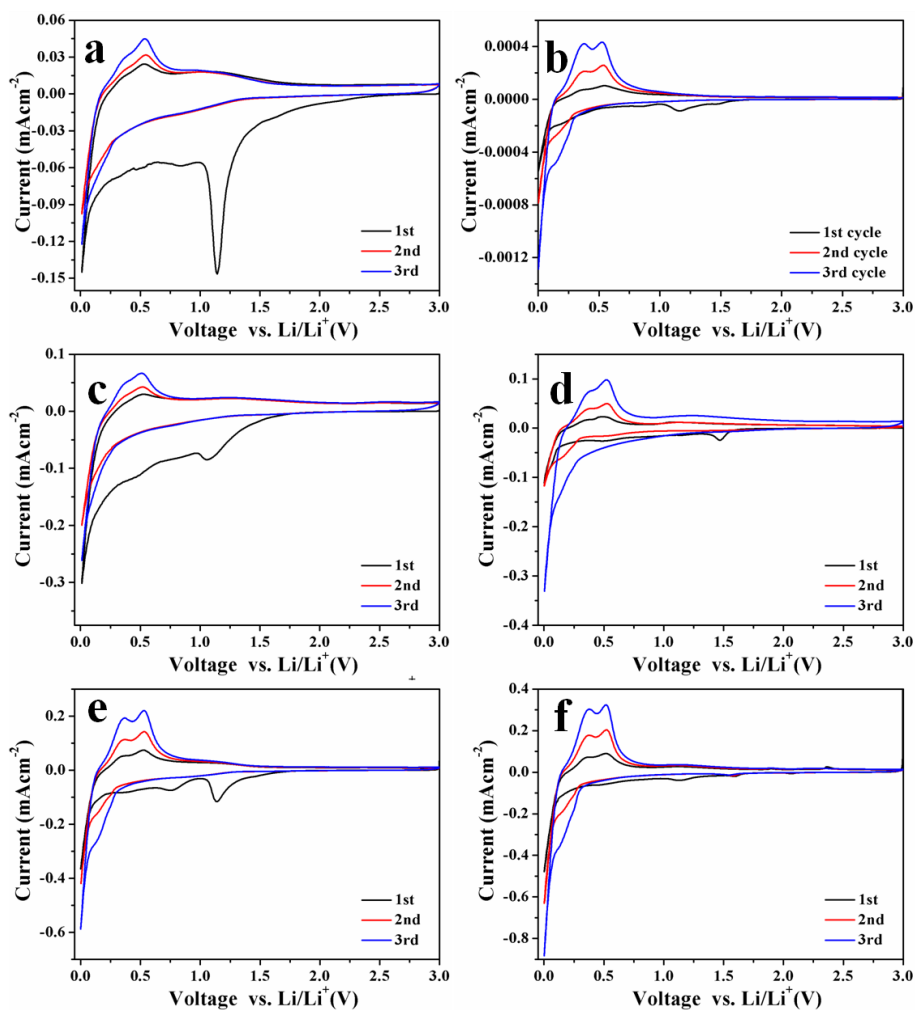 a
0.06
0.03
0.00
-0.03
-0.06
-0.09
-0.12
-0.15
Current (mAcm-2)
1st
2nd
3rd
0.0 0.5 1.0 1.5 2.0 2.5 3.0
Voltage vs. Li/Li+(V)
b
0.0004
0.0000
-0.0004
-0.0008
-0.0012
Current (mAcm-2)
1st cycle
2nd cycle
3rd cycle
0.0 0.5 1.0 1.5 2.0 2.5 3.0
Voltage vs. Li/Li+(V)
c
0.1
0.0
-0.1
-0.2
-0.3
Current (mAcm-2)
1st
2nd
3rd
0.0 0.5 1.0 1.5 2.0 2.5 3.0
Voltage vs. Li/Li+(V)
d
0.1
0.0
-0.1
-0.2
-0.3
-0.4
Current (mAcm-2)
1st
2nd
3rd
0.0 0.5 1.0 1.5 2.0 2.5 3.0
Voltage vs. Li/Li+(V)
+
e
0.2
0.0
-0.2
-0.4
-0.6
Current (mAcm-2)
1st
2nd
3rd
0.0 0.5 1.0 1.5 2.0 2.5 3.0
Voltage vs. Li/Li+(V)
f
0.4
0.2
0.0
-0.2
-0.4
-0.6
-0.8
Current (mAcm-2)
1st
2nd
3rd
0.0 0.5 1.0 1.5 2.0 2.5 3.0
Voltage vs. Li/Li+(V)